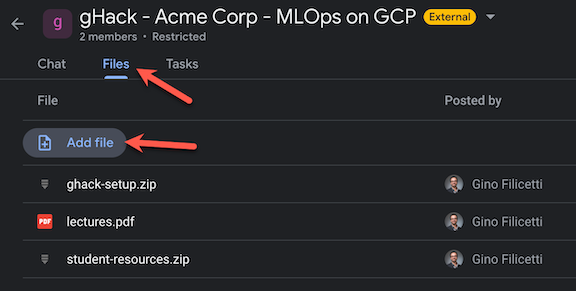 g
gHack - Acme Corp - MLOps on GCP External
2 members • Restricted
Chat Files Tasks
File Posted by
Add file
ghack-setup.zip Gino Filicetti
PDF lectures.pdf Gino Filicetti
student-resources.zip Gino Filicetti